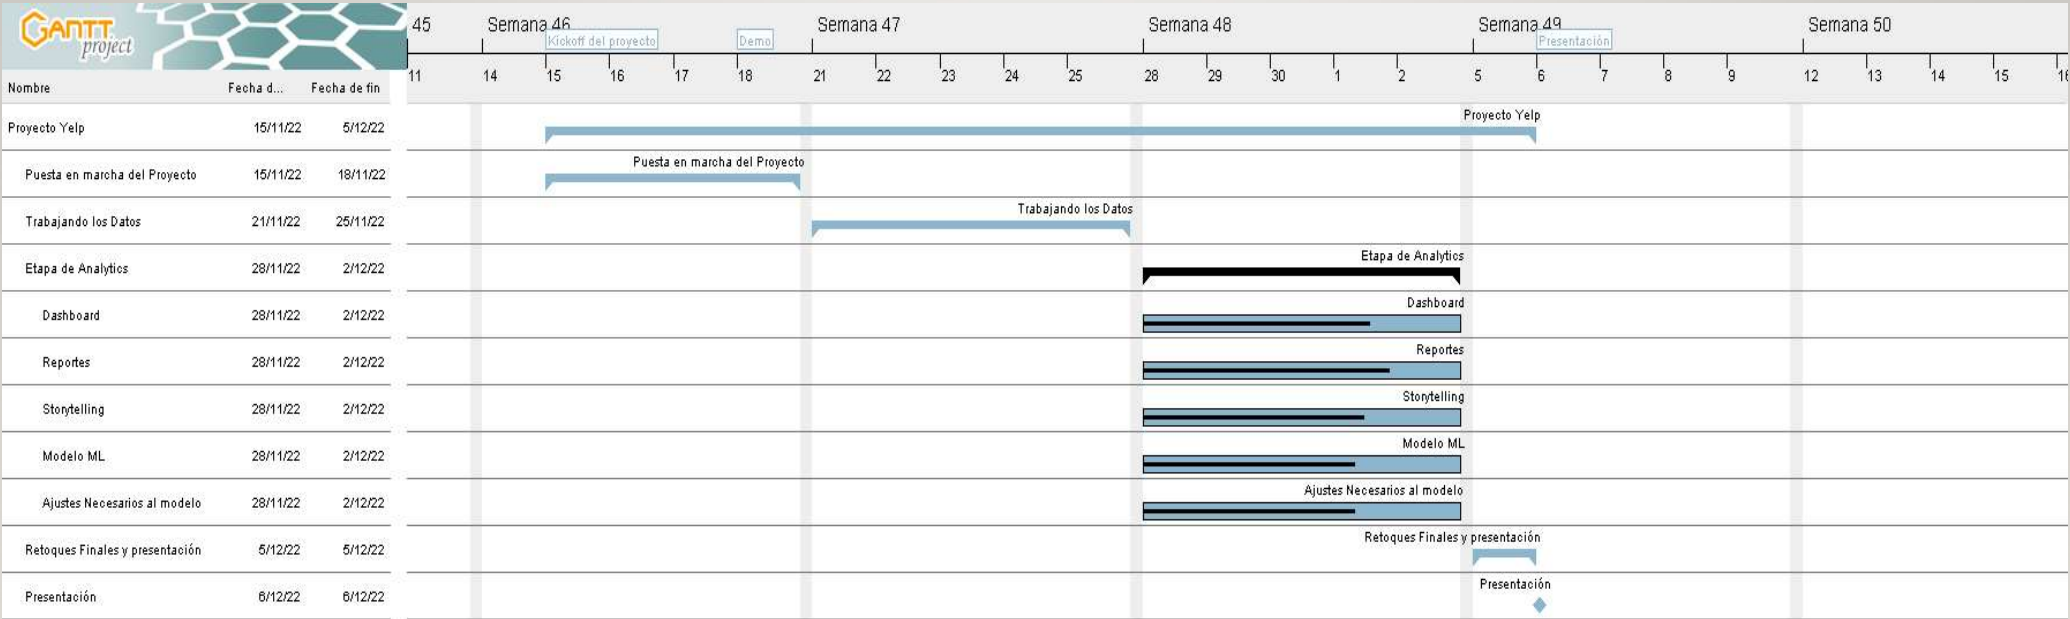 GANTT
project
45 Semana 46 Semana 47 Semana 48 Semana 49 Semana 50
Kickoff del proyecto Demo Presentación
11 14 15 16 17 18 21 22 23 24 25 28 29 30 1 2 5 6 7 8 9 12 13 14 15 16
Nombre Fecha d... Fecha de fin
Proyecto Yelp 15/11/22 5/12/22 Proyecto Yelp
Puesta en marcha del Proyecto 15/11/22 18/11/22 Puesta en marcha del Proyecto
Trabajando los Datos 21/11/22 25/11/22 Trabajando los Datos
Etapa de Analytics 28/11/22 2/12/22 Etapa de Analytics
Dashboard 28/11/22 2/12/22 Dashboard
Reportes 28/11/22 2/12/22 Reportes
Storytelling 28/11/22 2/12/22 Storytelling
Modelo ML 28/11/22 2/12/22 Modelo ML
Ajustes Necesarios al modelo 28/11/22 2/12/22 Ajustes Necesarios al modelo
Retoques Finales y presentación 5/12/22 5/12/22 Retoques Finales y presentación
Presentación 6/12/22 6/12/22 Presentación